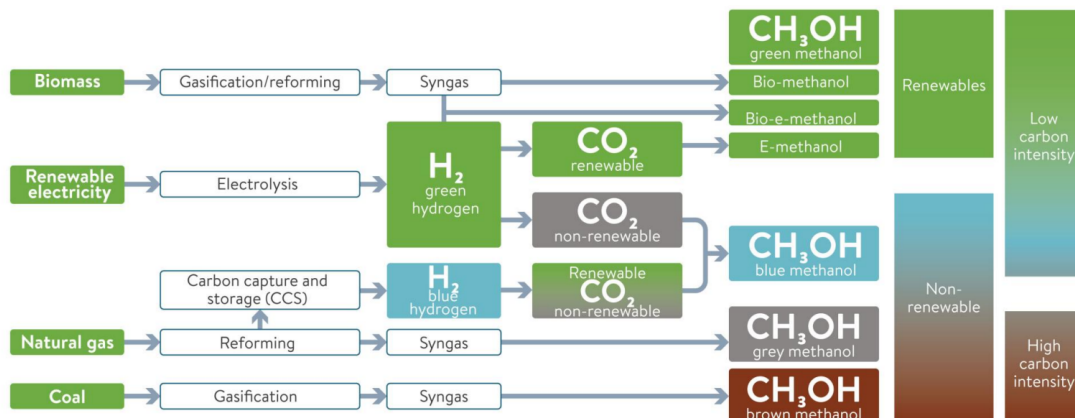 CH₃OH
green methanol
Biomass
Gasification/reforming
Syngas
Bio-methanol
Renewables
Bio-e-methanol
Low
carbon
intensity
H₂
green
hydrogen
CO₂
renewable
E-methanol
Renewable
electricity
Electrolysis
CO₂
non-renewable
CH₃OH
blue methanol
Carbon capture and
storage (CCS)
H₂
blue
hydrogen
Renewable
CO₂
non-renewable
Non-
renewable
Natural gas
Reforming
Syngas
CH₃OH
grey methanol
High
carbon
intensity
Coal
Gasification
Syngas
CH₃OH
brown methanol